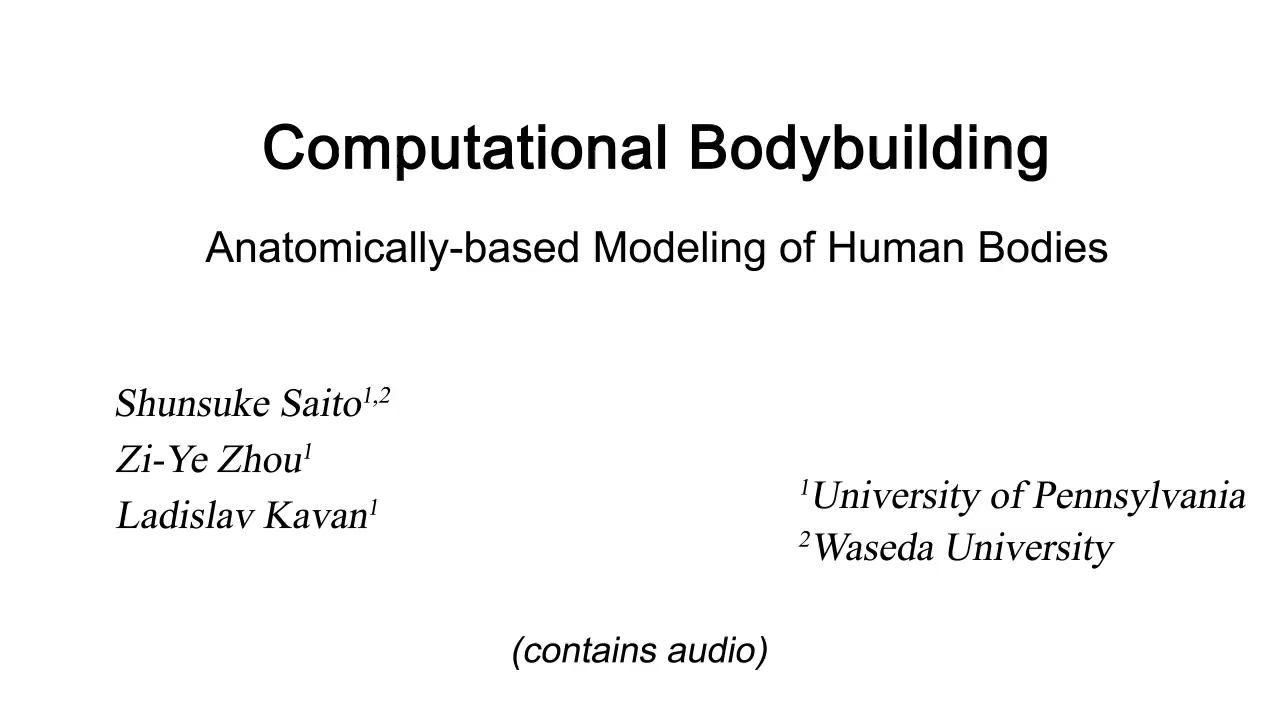 Computational Bodybuilding
Anatomically-based Modeling of Human Bodies
Shunsuke Saito1,2
Zi-Ye Zhou1
Ladislav Kavan1
1University of Pennsylvania
2Waseda University
(contains audio)